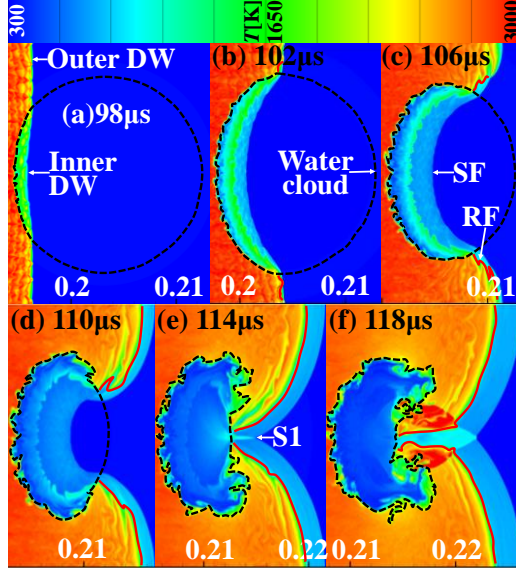 300 T[K] 1650 3000
Outer DW
(a)98μs
Inner
DW
0.2 0.21
(b) 102μs
Water
cloud
0.2 0.21
(c) 106μs
SF
RF
0.21
(d) 110μs
0.21
(e) 114μs
S1
0.21 0.22
(f) 118μs
0.21 0.22